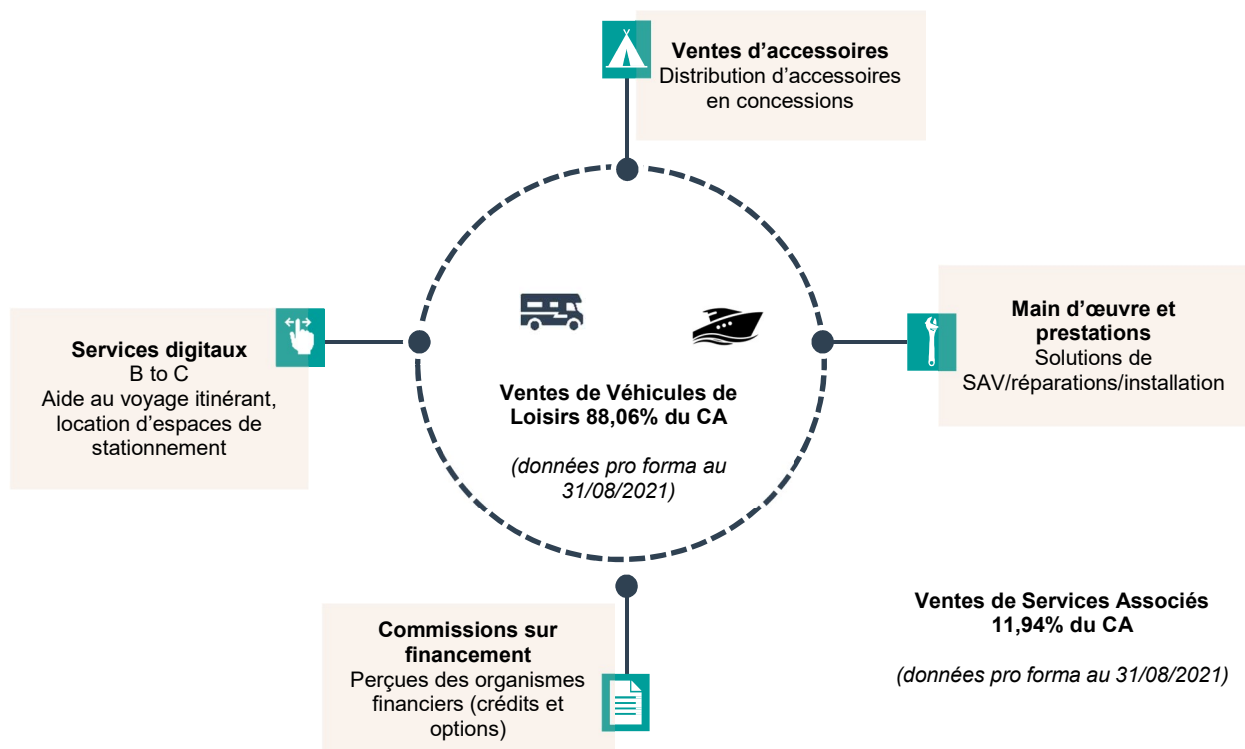 Ventes d’accessoires
Distribution d’accessoires
en concessions
Main d’œuvre et
prestations
Solutions de
SAV/réparations/installation
Services digitaux
B to C
Aide au voyage itinérant,
location d’espaces de
stationnement
Ventes de Véhicules de
Loisirs 88,06% du CA
(données pro forma au
31/08/2021)
Commissions sur
financement
Perçues des organismes
financiers (crédits et
options)
Ventes de Services Associés
11,94% du CA
(données pro forma au 31/08/2021)